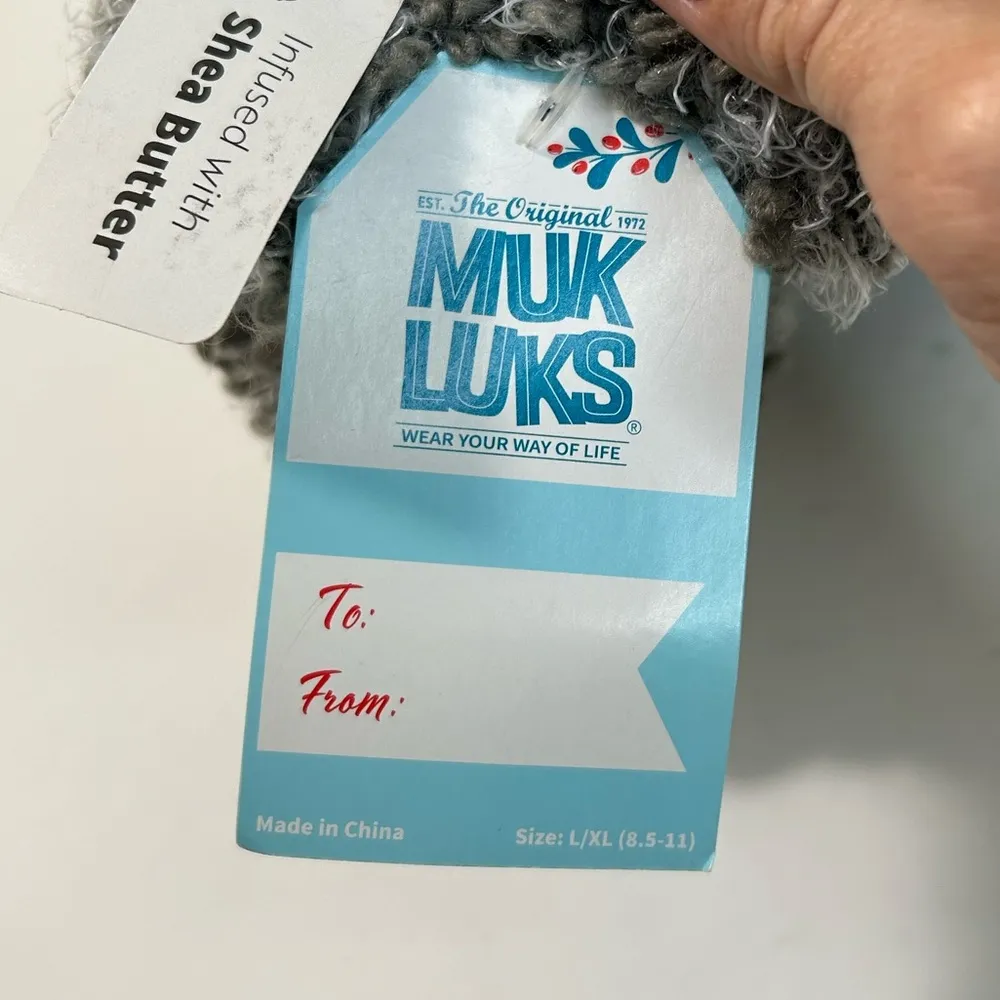 Infused with
Shea Butter
EST. The Original 1972
MUK
LUKS®
WEAR YOUR WAY OF LIFE
To:
From:
Made in China
Size: L/XL (8.5-11)